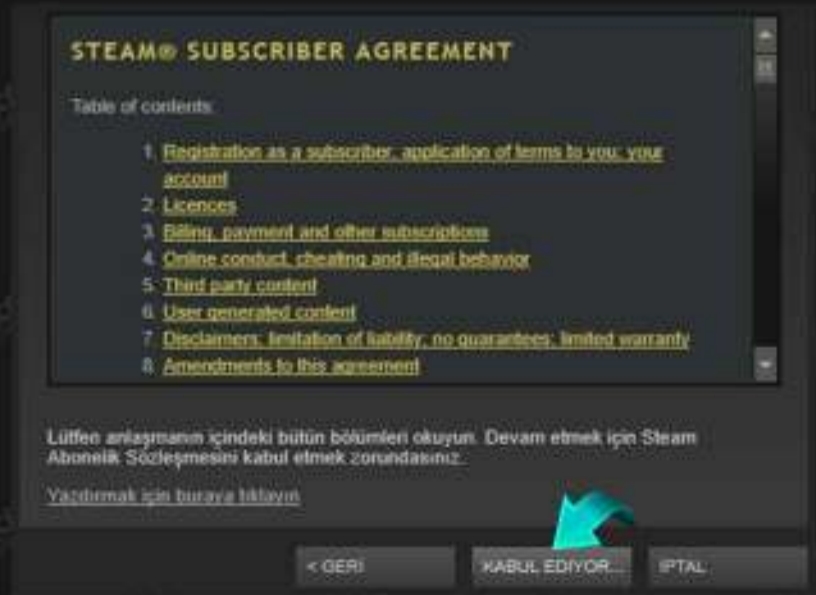 STEAM® SUBSCRIBER AGREEMENT
Table of contents:
1. Registration as a subscriber, application of terms to you, your
account
2. Licences
3. Billing, payment and other subscriptions
4. Online conduct, cheating and illegal behavior
5. Third party content
6. User generated content
7. Disclaimers; limitation of liability; no guarantees; limited warranty
8. Amendments to this agreement
Lütfen anlaşmanın içindeki bütün bölümleri okuyun. Devam etmek için Steam
Abonelik Sözleşmesini kabul etmek zorundasınız.
Yazdırmak için buraya tıklayın
< GERİ
KABUL EDİYOR...
İPTAL